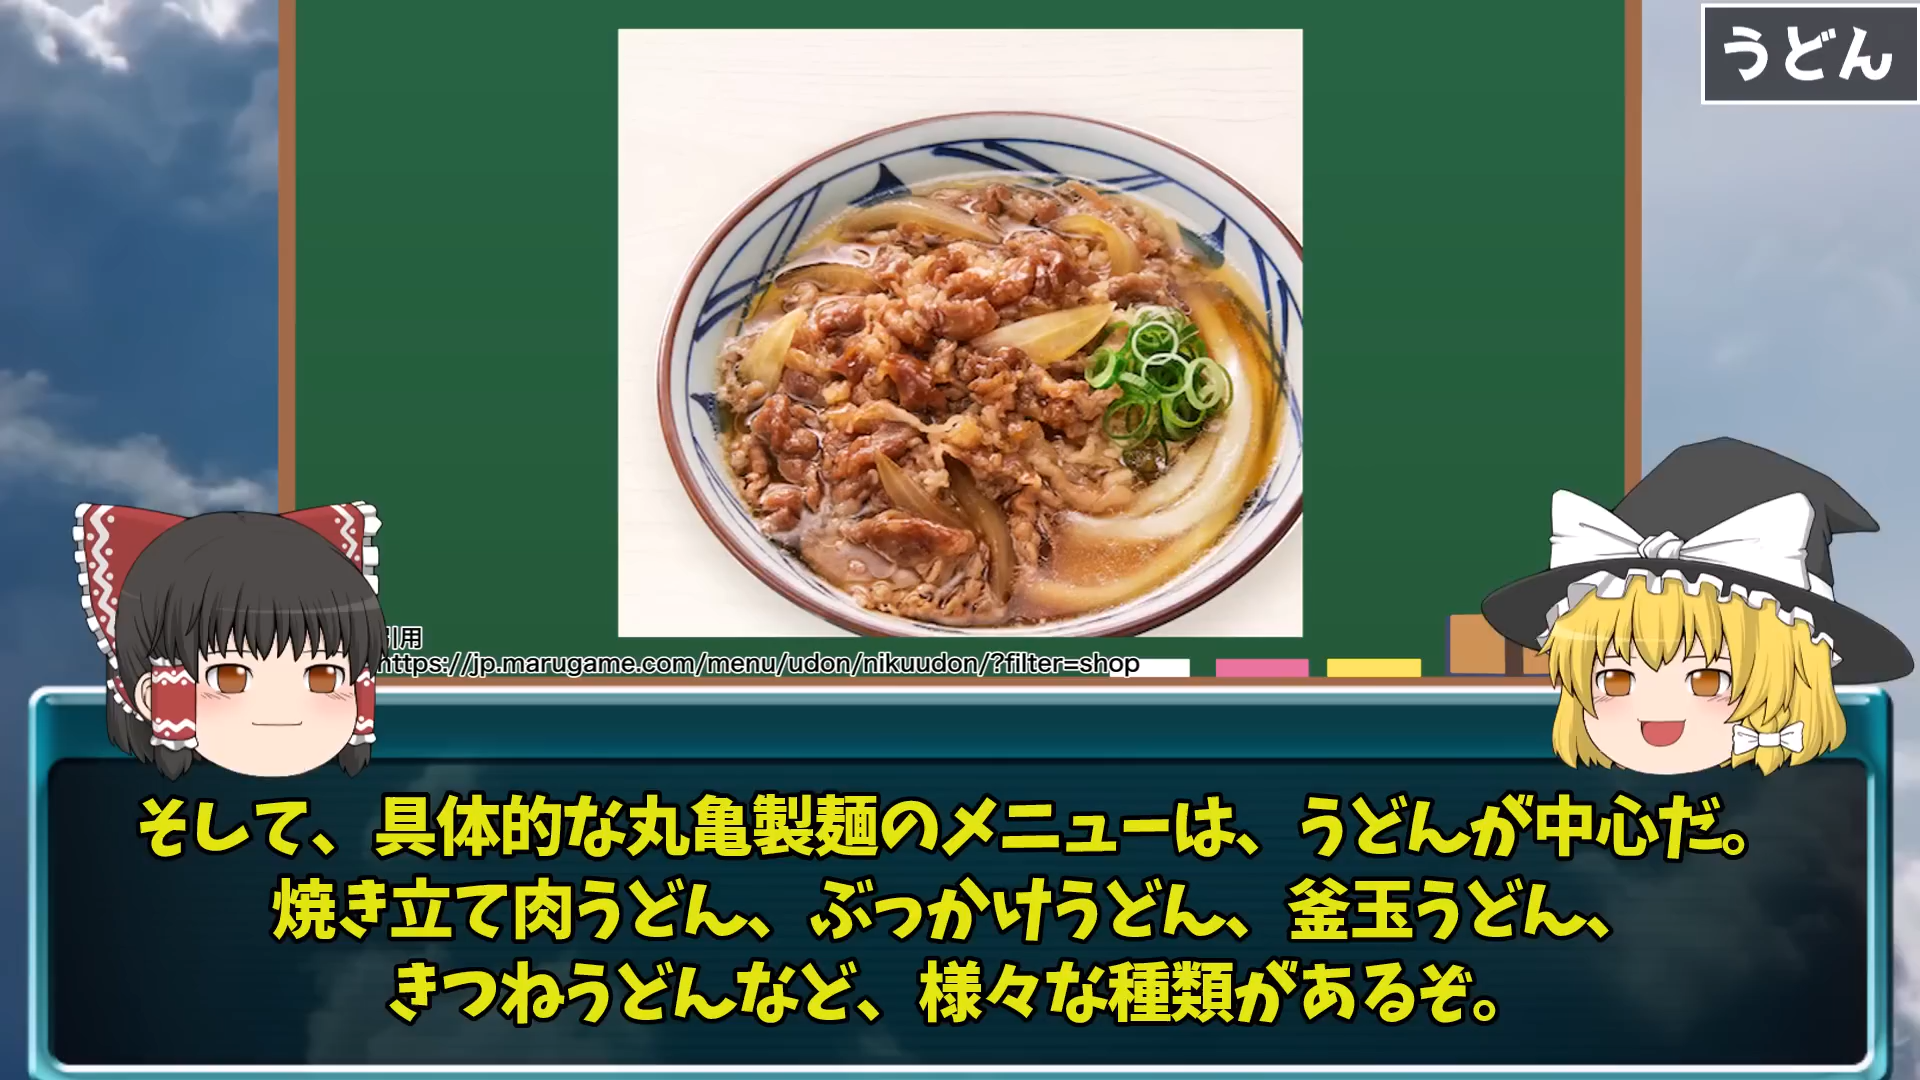 うどん
引用
https://jp.marugame.com/menu/udon/nikuudon/?filter=shop
そして、具体的な丸亀製麺のメニューは、うどんが中心だ。
焼き立て肉うどん、ぶっかけうどん、釜玉うどん、
きつねうどんなど、様々な種類があるぞ。